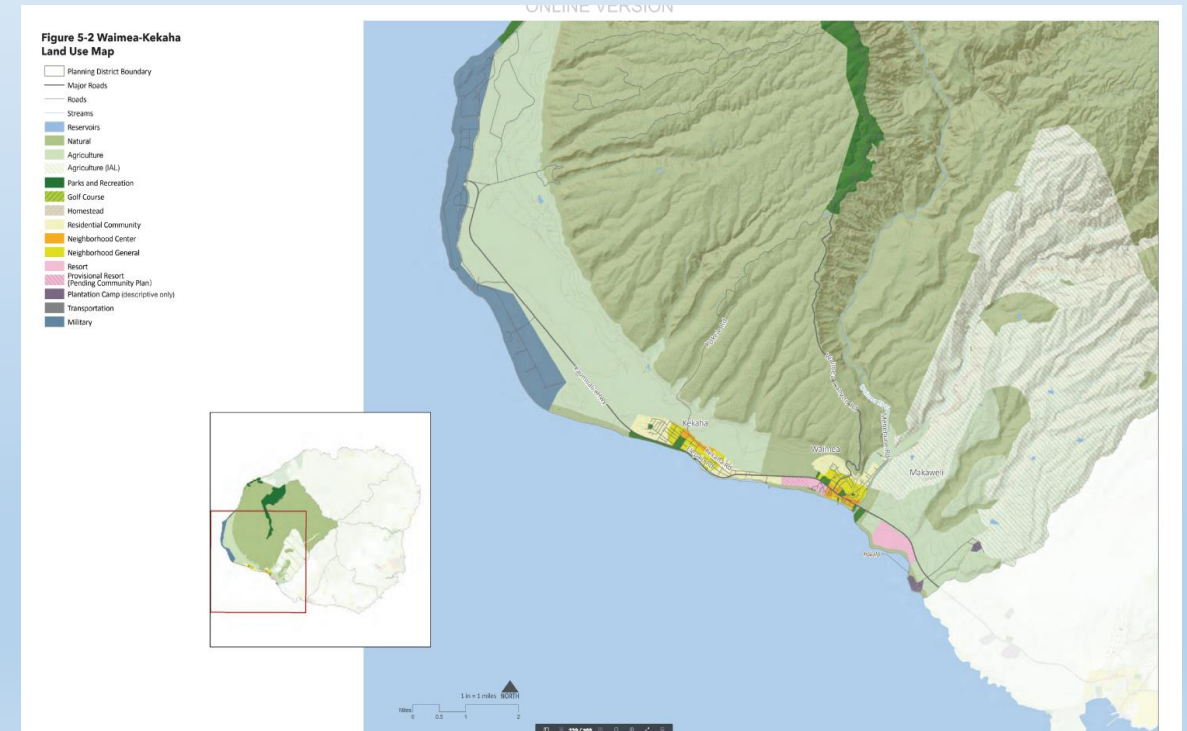 ONLINE VERSION
Figure 5-2 Waimea-Kekaha
Land Use Map
Planning District Boundary
Major Roads
Roads
Streams
Reservoirs
Natural
Agriculture
Agriculture (IAL)
Parks and Recreation
Golf Course
Homestead
Residential Community
Neighborhood Center
Neighborhood General
Resort
Provisional Resort
(Pending Community Plan)
Plantation Camp (descriptive only)
Transportation
Military
Kekaha
Waimea
Makaweli
1 in = 1 miles NORTH
Miles
0 0.5 1 2